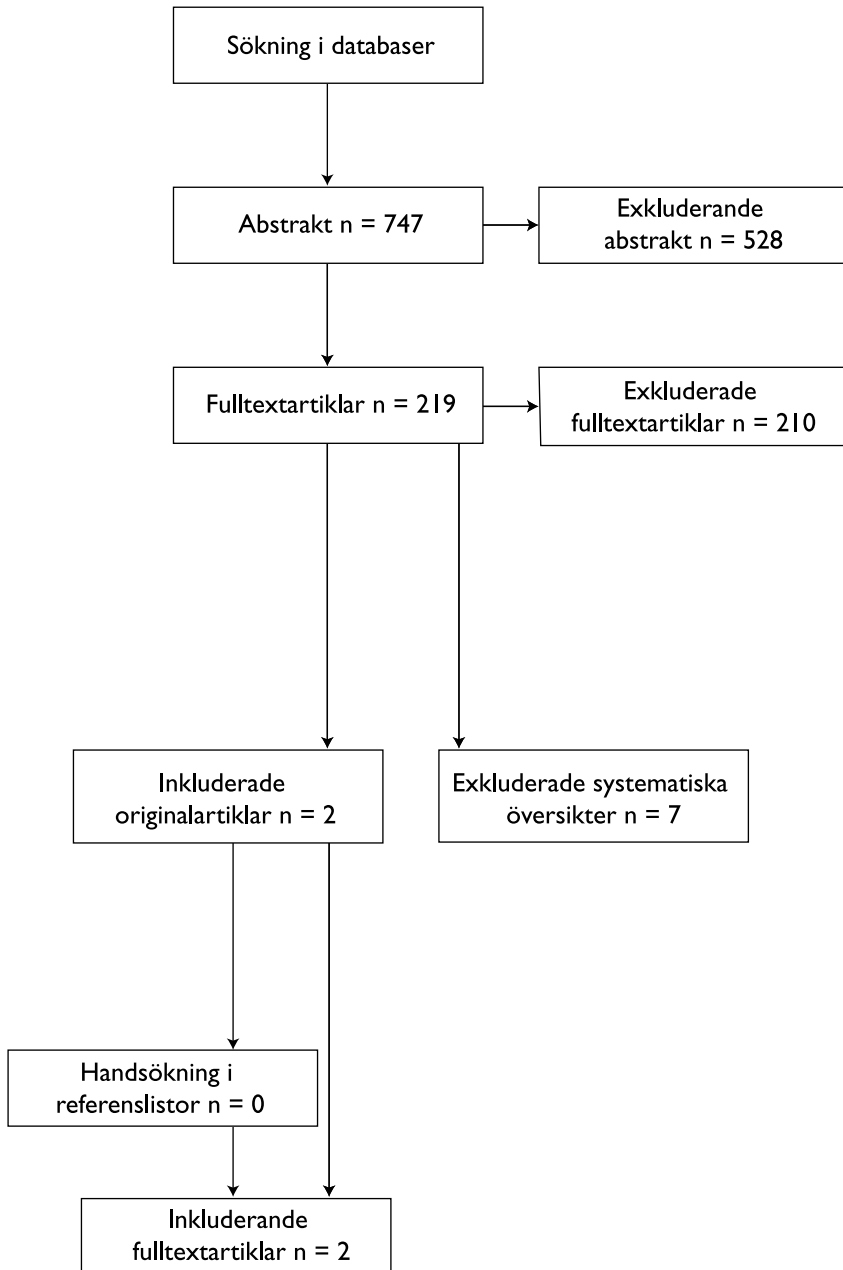 Sökning i databaser
Abstrakt n = 747
Exkluderande
abstrakt n = 528
Fulltextartiklar n = 219
Exkluderade
fulltextartiklar n = 210
Inkluderade
originalartiklar n = 2
Exkluderade systematiska
översikter n = 7
Handsökning i
referenslistor n = 0
Inkluderande
fulltextartiklar n = 2